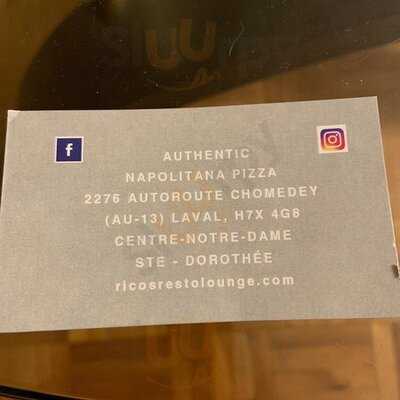 AUTHENTIC
NAPOLITANA PIZZA
2276 AUTOROUTE CHOMEDEY
(AU-13) LAVAL, H7X 4G8
CENTRE-NOTRE-DAME
STE - DOROTHÉE
ricosrestolounge.com